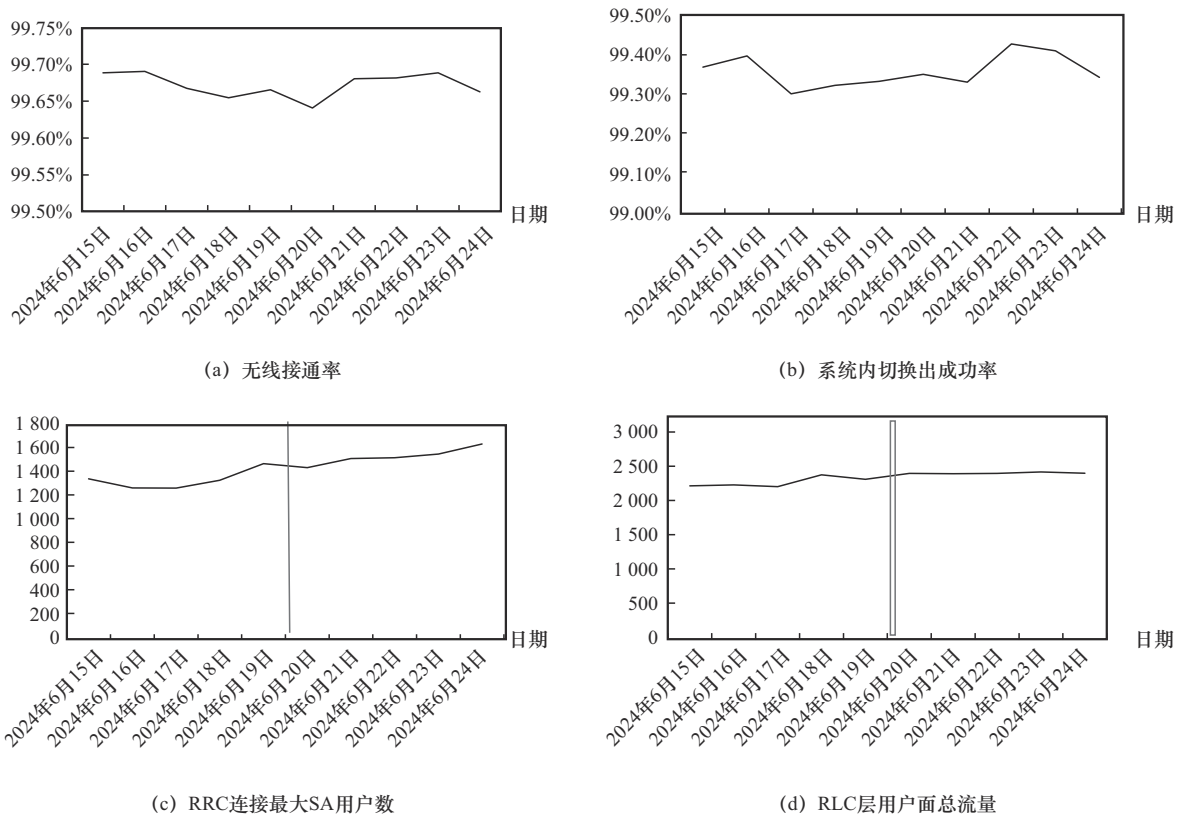 99.75%
99.70%
99.65%
99.60%
99.55%
99.50%
日期
2024年6月15日
2024年6月16日
2024年6月17日
2024年6月18日
2024年6月19日
2024年6月20日
2024年6月21日
2024年6月22日
2024年6月23日
2024年6月24日
(a) 无线接通率
99.50%
99.40%
99.30%
99.20%
99.10%
99.00%
日期
2024年6月15日
2024年6月16日
2024年6月17日
2024年6月18日
2024年6月19日
2024年6月20日
2024年6月21日
2024年6月22日
2024年6月23日
2024年6月24日
(b) 系统内切换出成功率
1 800
1 600
1 400
1 200
1 000
800
600
400
200
0
日期
2024年6月15日
2024年6月16日
2024年6月17日
2024年6月18日
2024年6月19日
2024年6月20日
2024年6月21日
2024年6月22日
2024年6月23日
2024年6月24日
(c) RRC连接最大SA用户数
3 000
2 500
2 000
1 500
1 000
500
0
日期
2024年6月15日
2024年6月16日
2024年6月17日
2024年6月18日
2024年6月19日
2024年6月20日
2024年6月21日
2024年6月22日
2024年6月23日
2024年6月24日
(d) RLC层用户面总流量